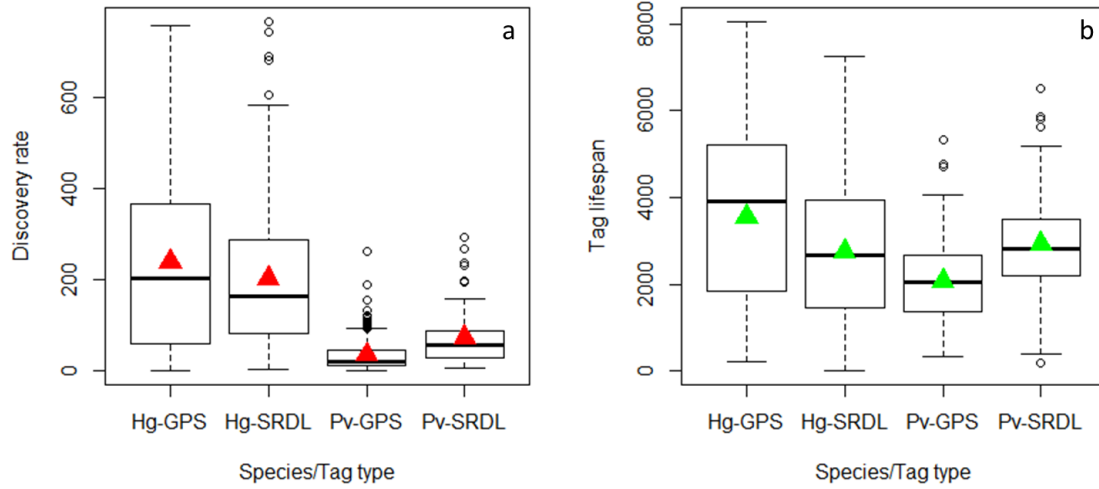 a
Discovery rate
600
400
200
0
Hg-GPS Hg-SRDL Pv-GPS Pv-SRDL
Species/Tag type
b
Tag lifespan
8000
6000
4000
2000
0
Hg-GPS Hg-SRDL Pv-GPS Pv-SRDL
Species/Tag type